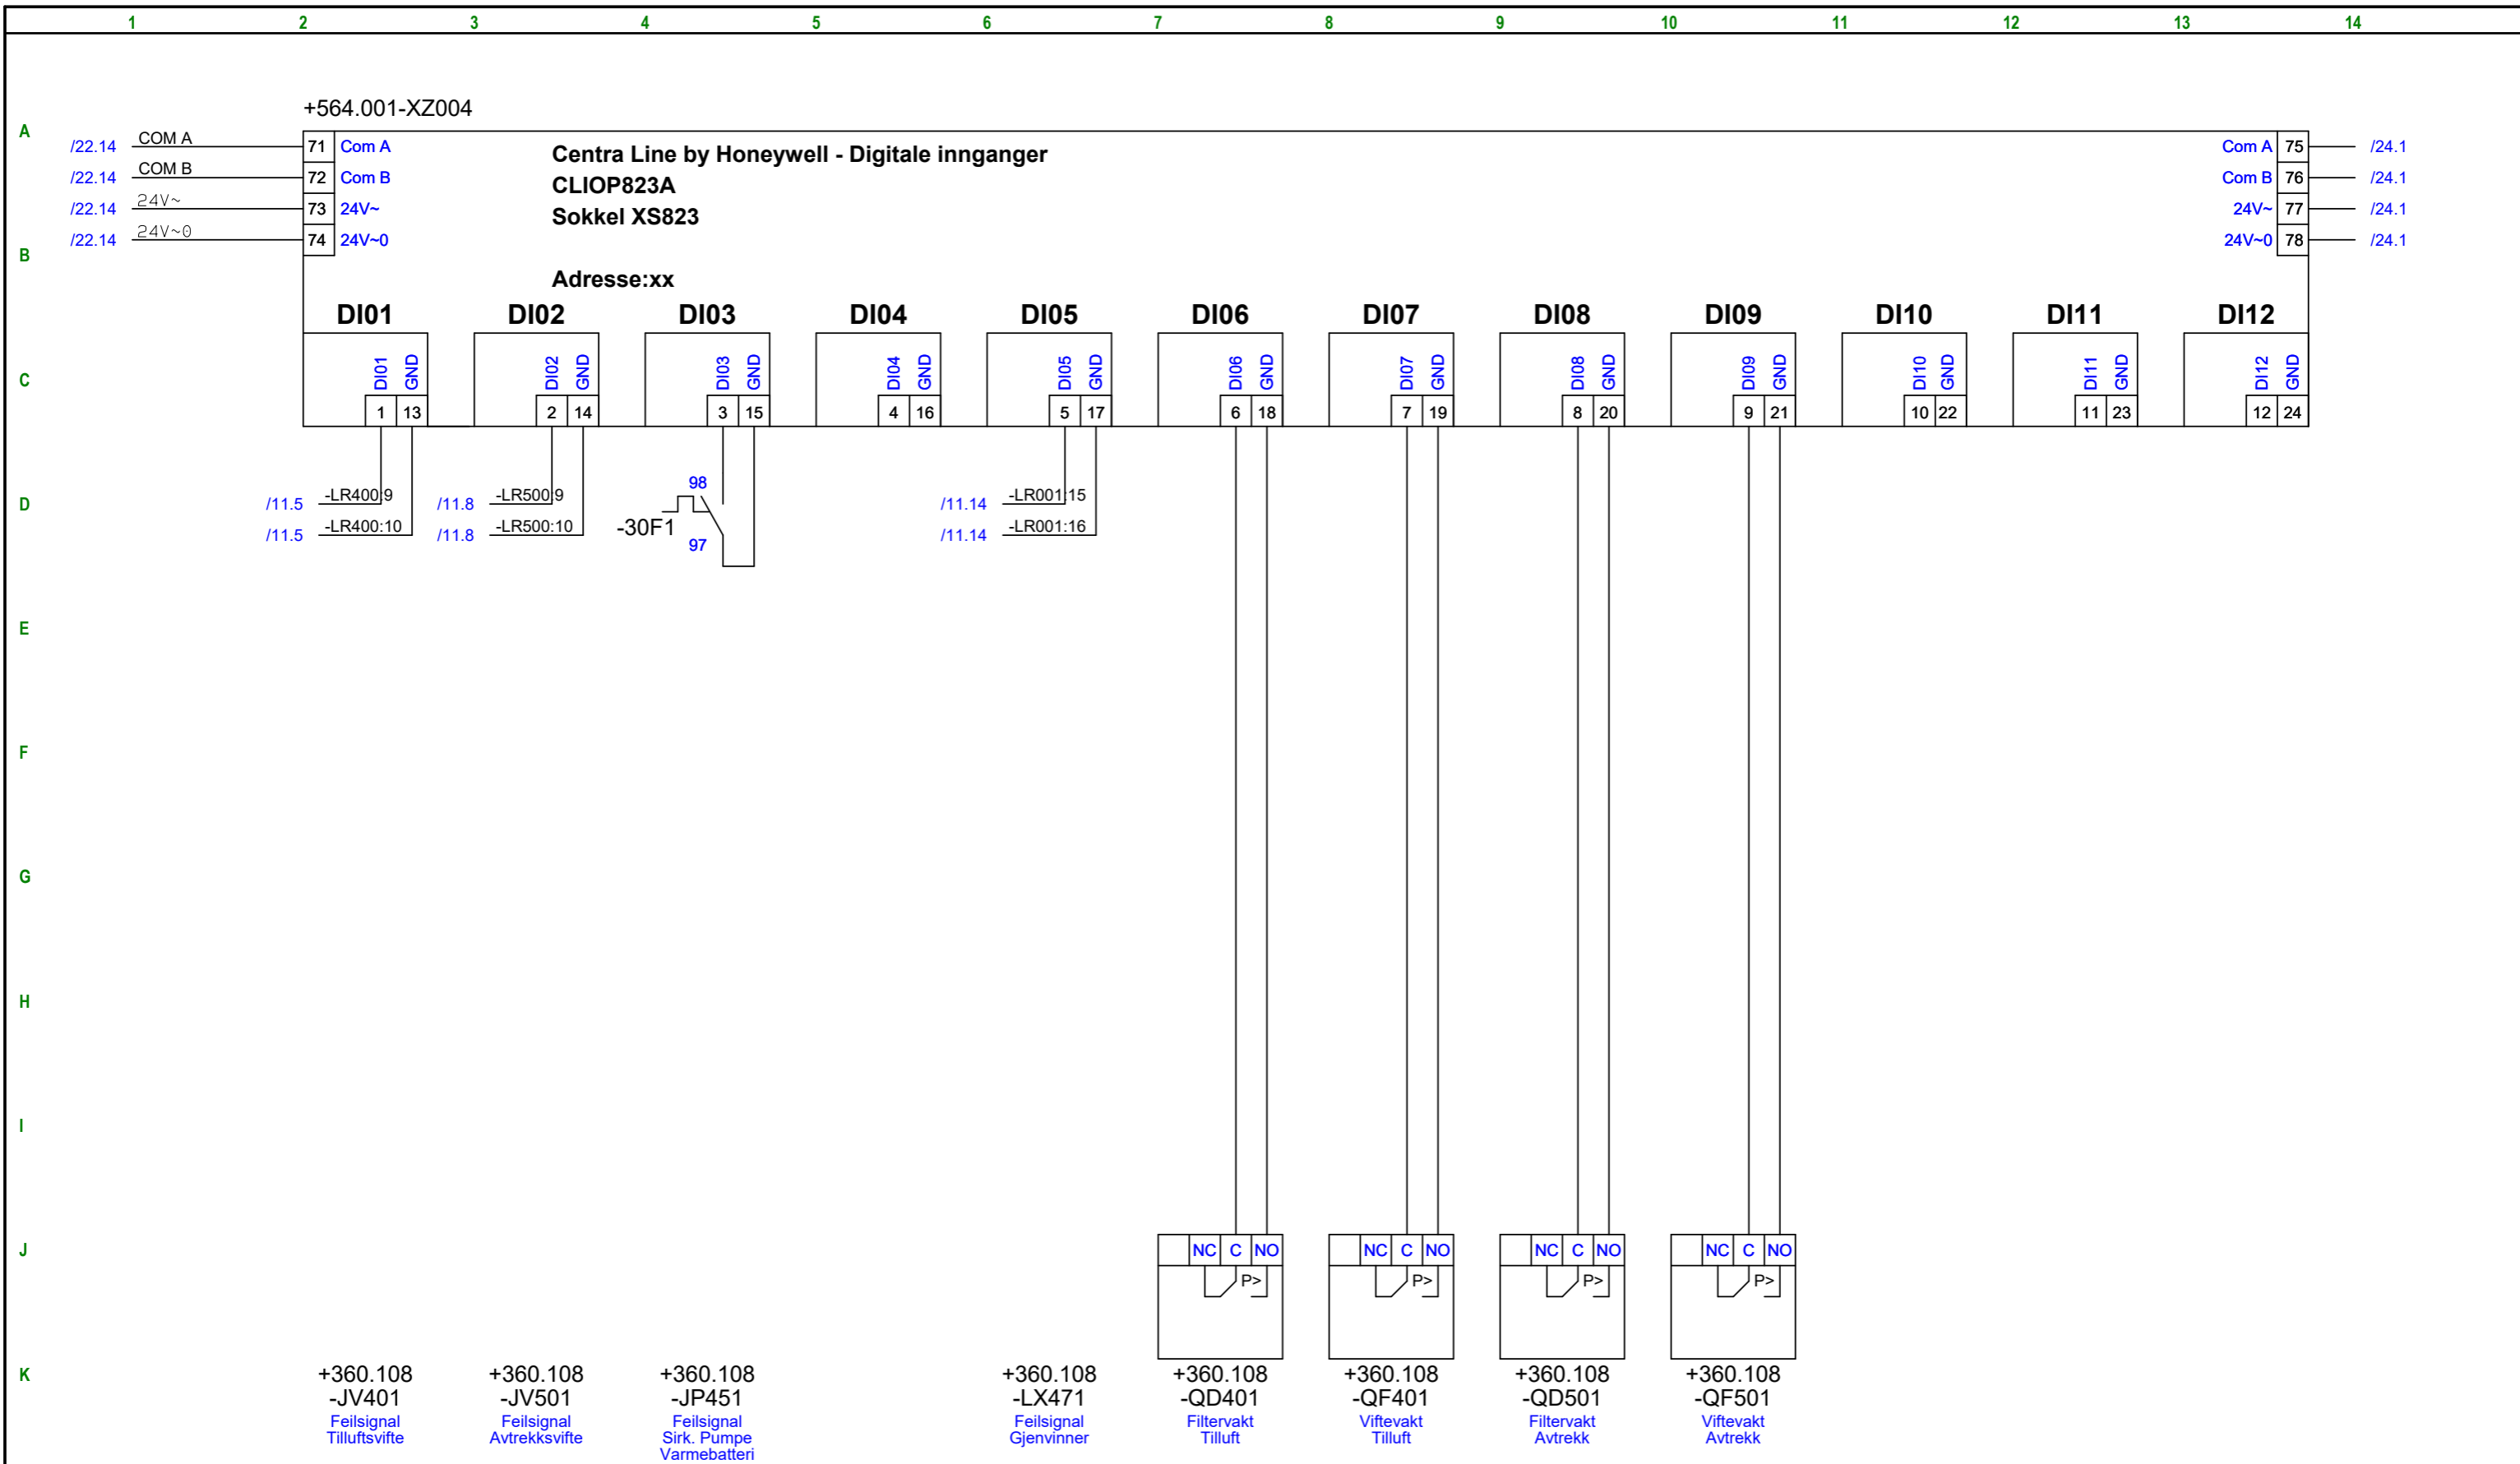 1 2 3 4 5 6 7 8 9 10 11 12 13 14
+564.001-XZ004
A
/22.14 COM A 71 Com A
Centra Line by Honeywell - Digitale innganger
Com A 75 /24.1
/22.14 COM B 72 Com B
CLIOP823A
Com B 76 /24.1
/22.14 24V~ 73 24V~
Sokkel XS823
24V~ 77 /24.1
/22.14 24V~0 74 24V~0
24V~0 78 /24.1
B
Adresse:xx
DI01 DI02 DI03 DI04 DI05 DI06 DI07 DI08 DI09 DI10 DI11 DI12
C
DI01 GND DI02 GND DI03 GND DI04 GND DI05 GND DI06 GND DI07 GND DI08 GND DI09 GND DI10 GND DI11 GND DI12 GND
1 13 2 14 3 15 4 16 5 17 6 18 7 19 8 20 9 21 10 22 11 23 12 24
98
D
/11.5 -LR400:9 /11.8 -LR500:9 /11.14 -LR001:15
-30F1
/11.5 -LR400:10 /11.8 -LR500:10 /11.14 -LR001:16
97
E
F
G
H
I
J
NC C NO NC C NO NC C NO NC C NO
P> P> P> P>
K
+360.108 +360.108 +360.108 +360.108 +360.108 +360.108 +360.108 +360.108
-JV401 -JV501 -JP451 -LX471 -QD401 -QF401 -QD501 -QF501
Feilsignal Feilsignal Feilsignal Feilsignal Filtervakt Viftevakt Filtervakt Viftevakt
Tilluftsvifte Avtrekksvifte Sirk. Pumpe Gjenvinner Tilluft Tilluft Avtrekk Avtrekk
Varmebatteri